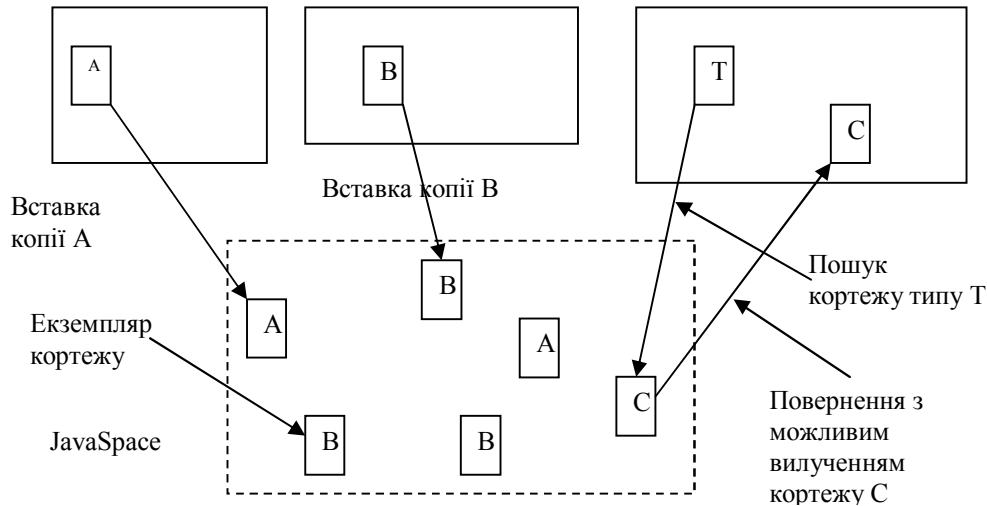 A
B
T
C
Вставка копії B
Вставка
копії A
B
Пошук
кортежу типу T
A
Екземпляр
кортежу
A
C
Повернення з
можливим
вилученням
кортежу C
JavaSpace
B
B